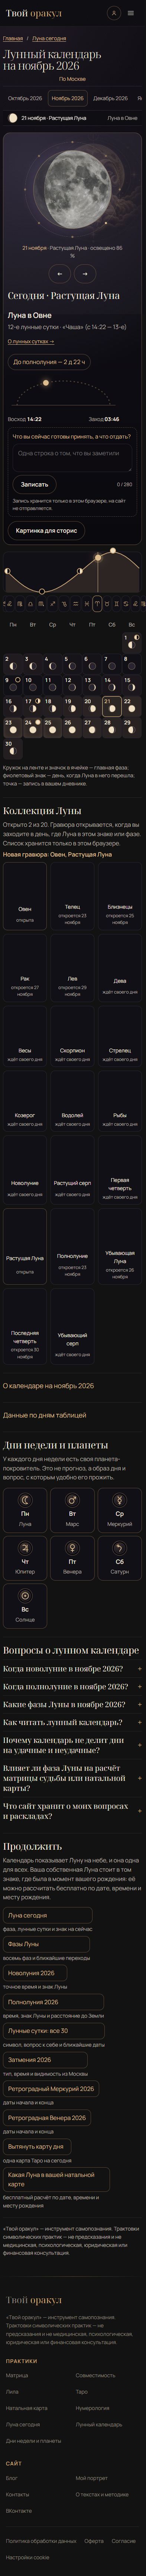 Твой оракул
Главная / Луна сегодня
Лунный календарь
на ноябрь 2026
По Москве
Октябрь 2026 Ноябрь 2026 Декабрь 2026
21 ноября · Растущая Луна Луна в Овне
21 ноября · Растущая Луна · освещено 86
%
← →
Сегодня · Растущая Луна
Луна в Овне
12-е лунные сутки · «Чаша» (с 14:22 — 13-е)
О лунных сутках →
До полнолуния — 2 д 22 ч
Восход 14:22 Заход 03:46
Что вы сейчас готовы принять, а что отдать?
Одна строка о том, что вы заметили
Записать 0 / 280
Запись хранится только в этом браузере, на сайт
не отправляется.
Картинка для сторис
Пн Вт Ср Чт Пт Сб Вс
1
2 3 4 5 6 7 8
9 10 11 12 13 14 15
16 17 18 19 20 21 22
23 24 25 26 27 28 29
30
Кружок на ленте и значок в ячейке — главная фаза;
фиолетовый знак — день, когда Луна в него перешла;
точка — запись в дневнике.
Коллекция Луны
Открыто 2 из 20. Гравюра открывается, когда вы
заходите в день, где Луна в этом знаке или фазе.
Список хранится только в этом браузере.
Новая гравюра: Овен, Растущая Луна
Овен
открыта
Телец
откроется 23
ноября
Близнецы
откроется 25
ноября
Рак
откроется 27
ноября
Лев
откроется 29
ноября
Дева
ждёт своего дня
Весы
ждёт своего дня
Скорпион
ждёт своего дня
Стрелец
ждёт своего дня
Козерог
ждёт своего дня
Водолей
ждёт своего дня
Рыбы
ждёт своего дня
Новолуние
ждёт своего дня
Растущий серп
ждёт своего дня
Первая
четверть
ждёт своего дня
Растущая Луна
открыта
Полнолуние
откроется 23
ноября
Убывающая
Луна
откроется 26
ноября
Последняя
четверть
откроется 30
ноября
Убывающий
серп
ждёт своего дня
О календаре на ноябрь 2026
Данные по дням таблицей
Дни недели и планеты
У каждого дня недели есть своя планета-
покровитель. Это не прогноз, а образ дня и
вопрос, с которым удобно его прожить.
Пн
Луна
Вт
Марс
Ср
Меркурий
Чт
Юпитер
Пт
Венера
Сб
Сатурн
Вс
Солнце
Вопросы о лунном календаре
Когда новолуние в ноябре 2026? +
Когда полнолуние в ноябре 2026? +
Какие фазы Луны в ноябре 2026? +
Как читать лунный календарь? +
Почему календарь не делит дни
на удачные и неудачные? +
Влияет ли фаза Луны на расчёт
матрицы судьбы или натальной
карты? +
Что сайт хранит о моих вопросах
и раскладах? +
Продолжить
Календарь показывает Луну на небе, и она одна
для всех. Ваша собственная Луна стоит в том
знаке, где была в момент вашего рождения: её
можно рассчитать бесплатно по дате, времени и
месту рождения.
Луна сегодня
фаза, лунные сутки и знак на сейчас
Фазы Луны
восемь фаз и ближайшие переходы
Новолуния 2026
точное время и знак Луны
Полнолуния 2026
время, знак Луны и расстояние до Земли
Лунные сутки: все 30
символ, вопрос к себе и ближайшие даты
Затмения 2026
тип, время и видимость из Москвы
Ретроградный Меркурий 2026
даты начала и конца
Ретроградная Венера 2026
даты начала и конца
Вытянуть карту дня
одна карта Таро на сегодня
Какая Луна в вашей натальной
карте
бесплатный расчёт по дате, времени и
месту рождения
«Твой оракул» — инструмент самопознания. Трактовки
символических практик — не предсказания и не
медицинская, психологическая, юридическая или
финансовая консультация.
Твой оракул
«Твой оракул» — инструмент самопознания.
Трактовки символических практик — не
предсказания и не медицинская, психологическая,
юридическая или финансовая консультация.
ПРАКТИКИ
Матрица Совместимость
Лила Таро
Натальная карта Нумерология
Луна сегодня Лунный календарь
Дни недели и планеты
САЙТ
Блог Мой портрет
Контакты О текстах и методике
ВКонтакте
Политика обработки данных Оферта Согласие
Настройки cookie